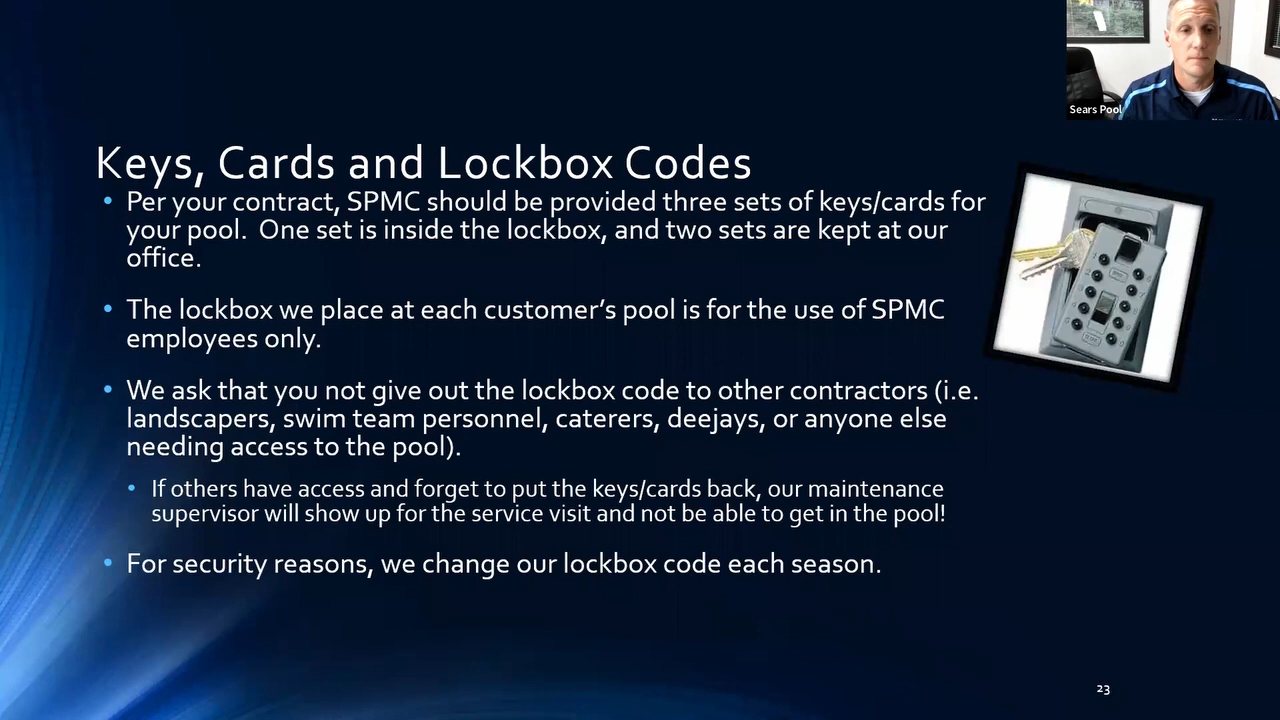 Sears Pool
Keys, Cards and Lockbox Codes
• Per your contract, SPMC should be provided three sets of keys/cards for
your pool.  One set is inside the lockbox, and two sets are kept at our
office.
• The lockbox we place at each customer’s pool is for the use of SPMC
employees only.
• We ask that you not give out the lockbox code to other contractors (i.e.
landscapers, swim team personnel, caterers, deejays, or anyone else
needing access to the pool).
• If others have access and forget to put the keys/cards back, our maintenance
supervisor will show up for the service visit and not be able to get in the pool!
• For security reasons, we change our lockbox code each season.
23